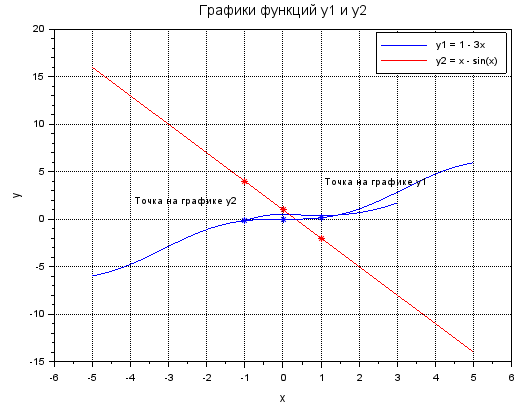 Графики функций y1 и y2
y1 = 1 - 3x
y2 = x - sin(x)
Точка на графике y1
Точка на графике y2
y
20
15
10
5
0
-5
-10
-15
-6 -5 -4 -3 -2 -1 0 1 2 3 4 5 6
x